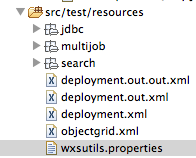 src/test/resources
jdbc
multijob
search
deployment.out.out.xml
deployment.out.xml
deployment.xml
objectgrid.xml
wxsutils.properties